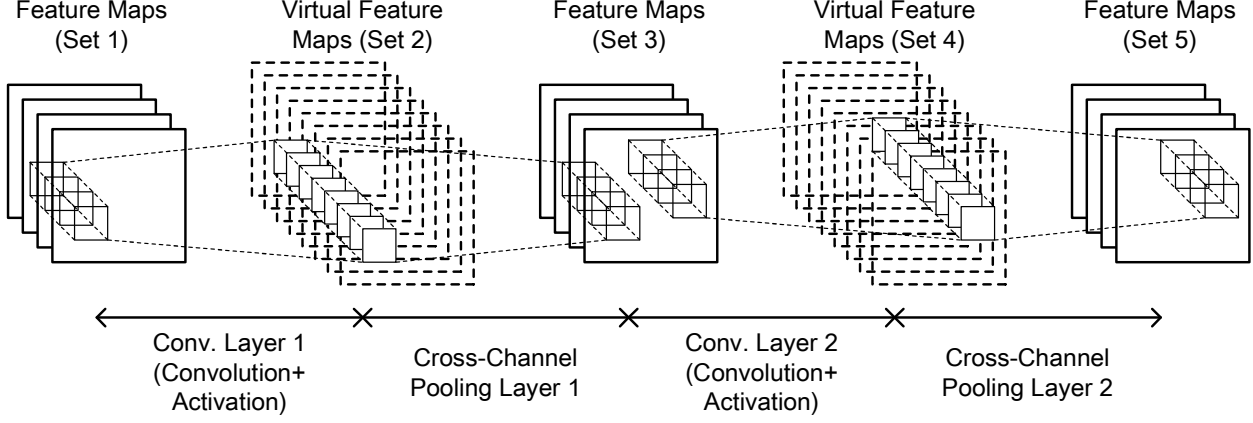 Feature Maps
(Set 1)
Virtual Feature
Maps (Set 2)
Feature Maps
(Set 3)
Virtual Feature
Maps (Set 4)
Feature Maps
(Set 5)
Conv. Layer 1
(Convolution+
Activation)
Cross-Channel
Pooling Layer 1
Conv. Layer 2
(Convolution+
Activation)
Cross-Channel
Pooling Layer 2